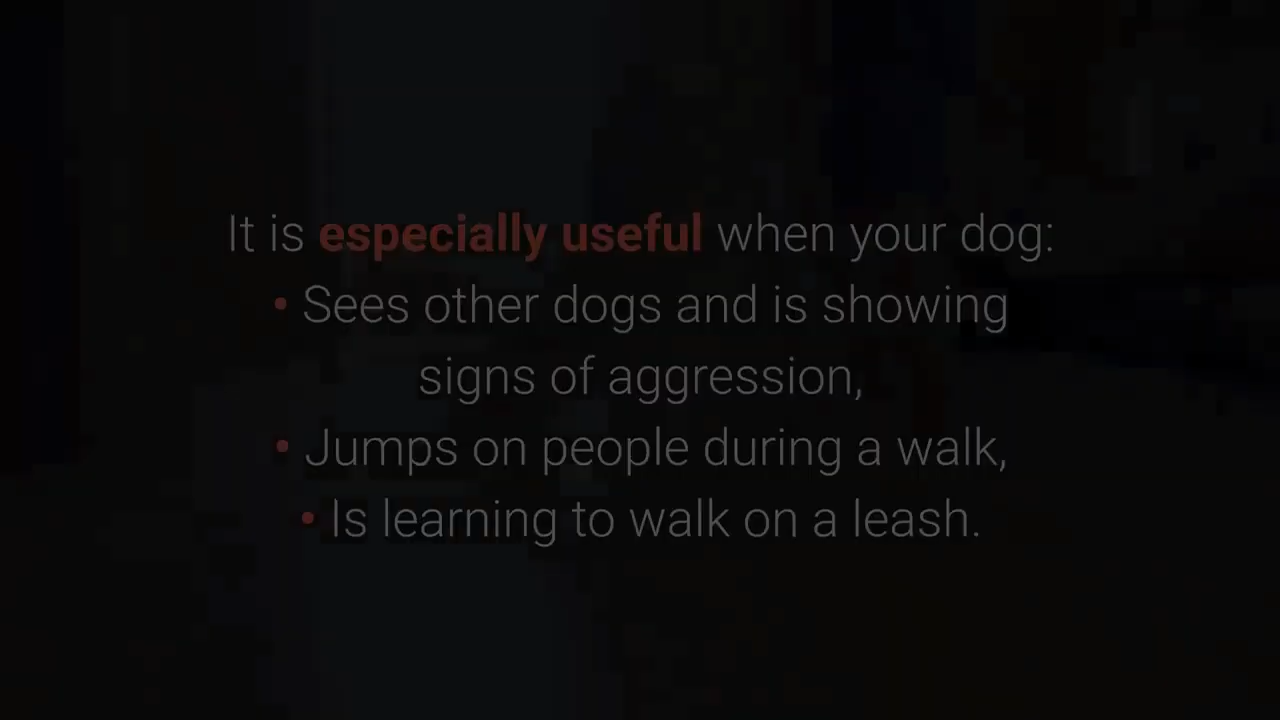 It is especially useful when your dog:
• Sees other dogs and is showing
signs of aggression,
• Jumps on people during a walk,
• Is learning to walk on a leash.